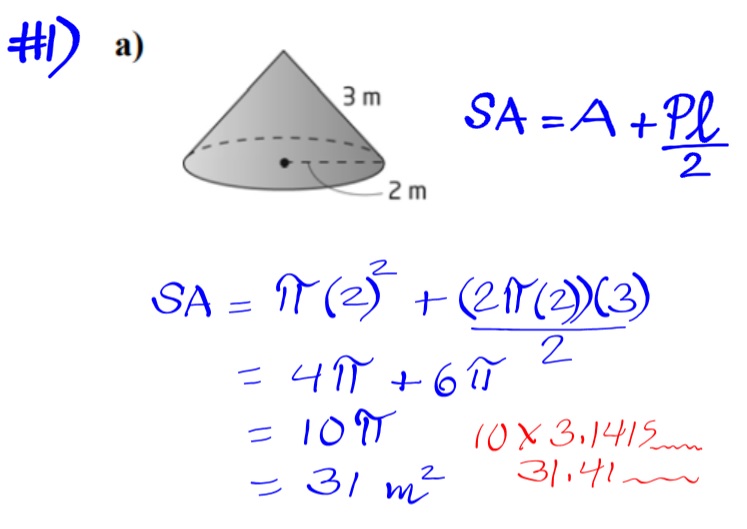 #1) a)
3 m
2 m
SA = A + Pl/2
SA = π(2)² + (2π(2))(3)/2
= 4π + 6π
= 10π
= 31 m²
10 × 3.1415
31.41